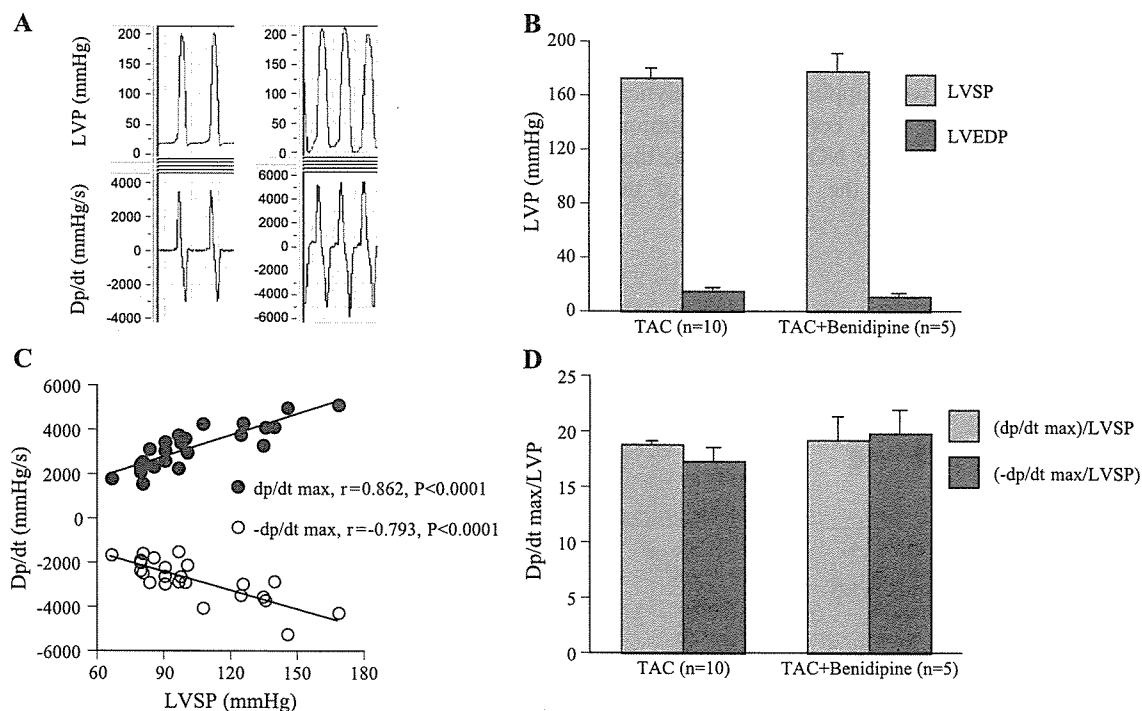 A
LVP (mmHg)
200
150
100
50
0
200
150
100
50
0
Dp/dt (mmHg/s)
4000
2000
0
-2000
-4000
6000
4000
2000
0
-2000
-4000
-6000
B
LVP (mmHg)
200
160
120
80
40
0
TAC (n=10)
TAC+Benidipine (n=5)
LVSP
LVEDP
C
Dp/dt (mmHg/s)
6000
4000
2000
0
-2000
-4000
-6000
dp/dt max, r=0.862, P<0.0001
-dp/dt max, r=-0.793, P<0.0001
60
90
120
150
180
LVSP (mmHg)
D
Dp/dt max/LVP
25
20
15
10
5
0
TAC (n=10)
TAC+Benidipine (n=5)
(dp/dt max)/LVSP
(-dp/dt max/LVSP)